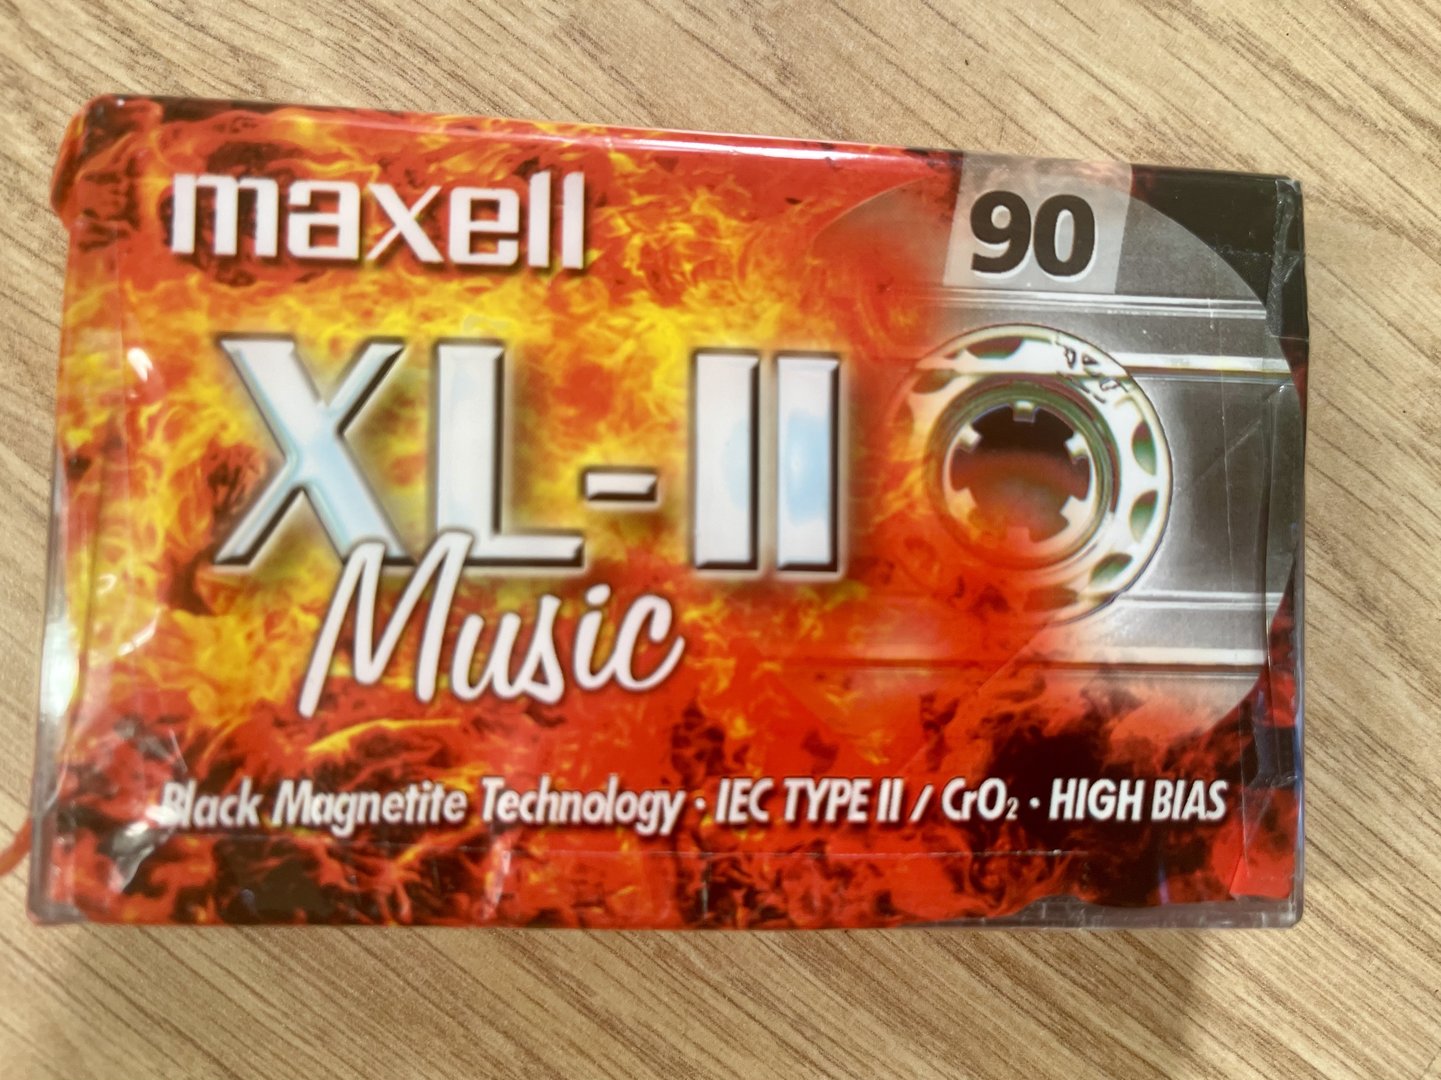 maxell
90
XL-II
Music
Black Magnetite Technology · IEC TYPE II / CrO₂ · HIGH BIAS